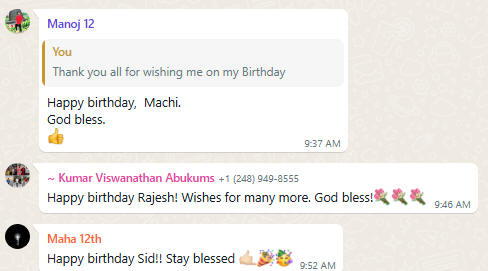 Manoj 12
You
Thank you all for wishing me on my Birthday
Happy birthday, Machi.
God bless.
👍
9:37 AM
~ Kumar Viswanathan Abukums +1 (248) 949-8555
Happy birthday Rajesh! Wishes for many more. God bless!💐💐💐
9:46 AM
Maha 12th
Happy birthday Sid!! Stay blessed 🤙🏻🎉🥳
9:52 AM